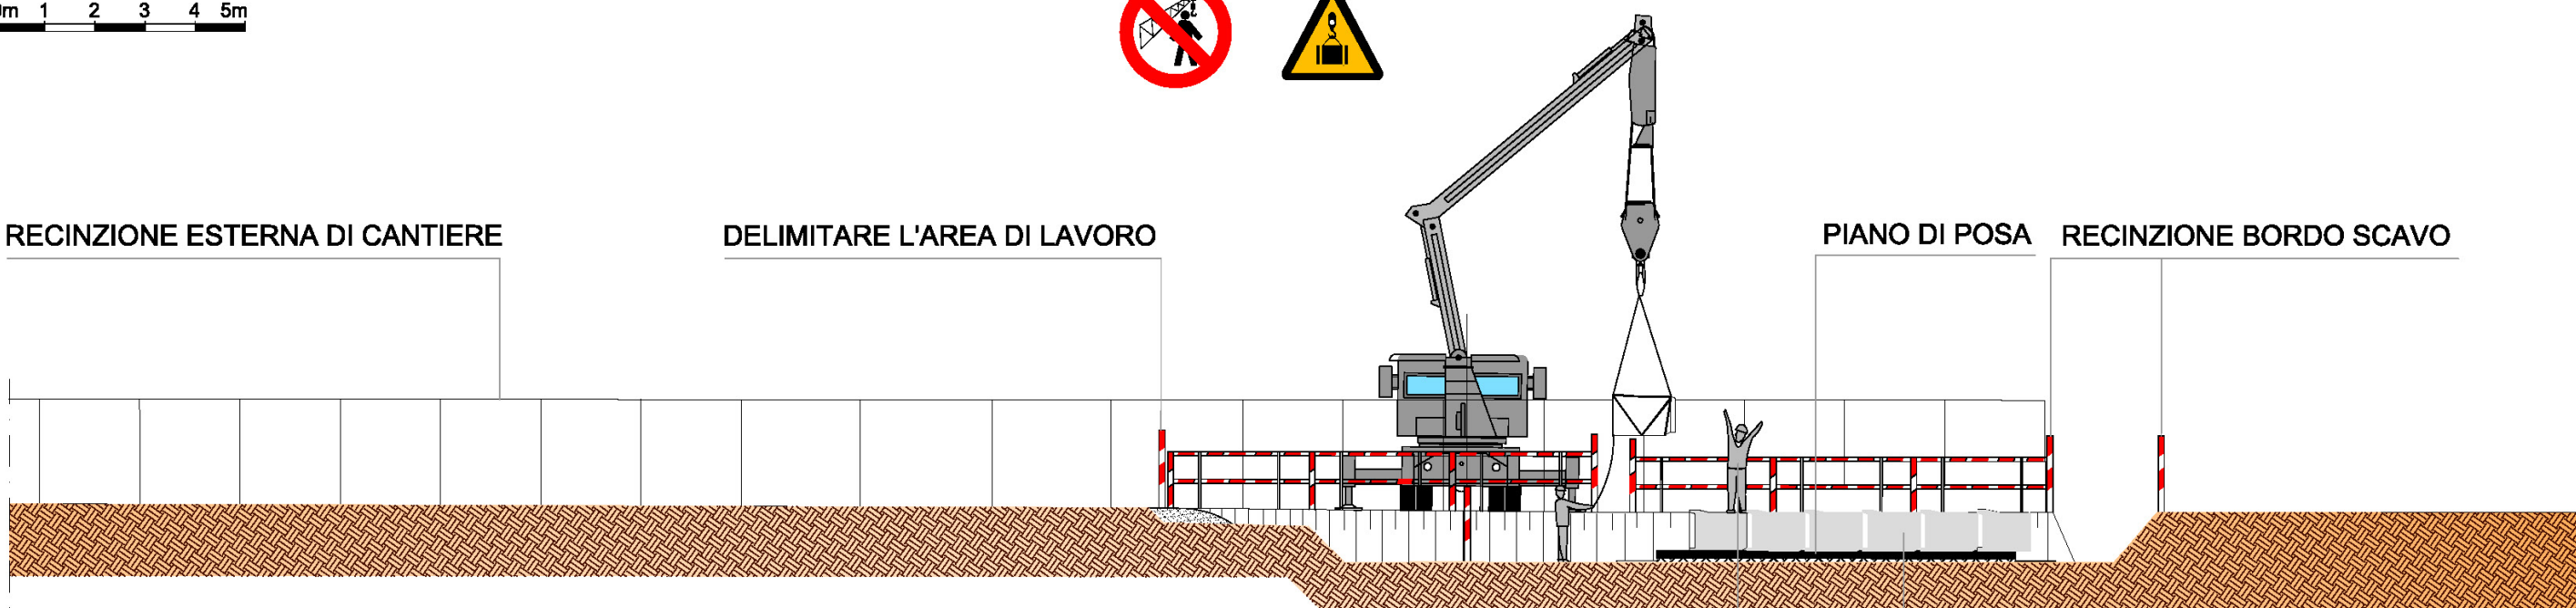 0m 1 2 3 4 5m
RECINZIONE ESTERNA DI CANTIERE
DELIMITARE L'AREA DI LAVORO
PIANO DI POSA
RECINZIONE BORDO SCAVO